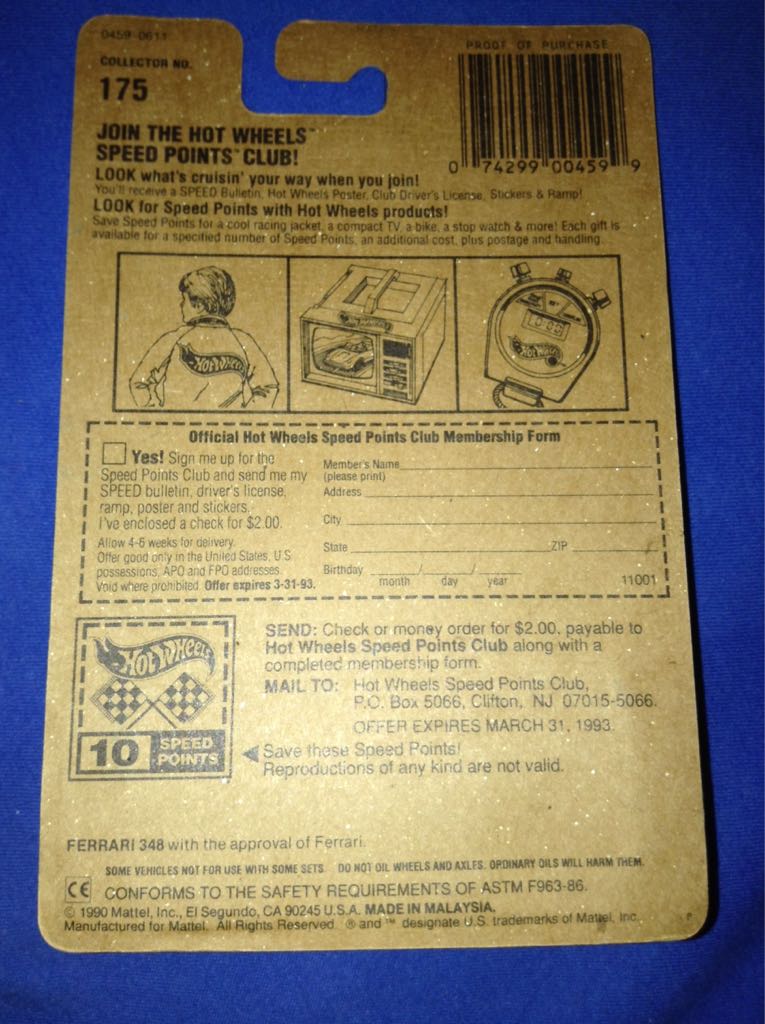 0459-0611
PROOF OF PURCHASE
COLLECTOR NO.
175
0 74299 00459 9
JOIN THE HOT WHEELS™
SPEED POINTS™ CLUB!
LOOK what's cruisin' your way when you join!
You'll receive a SPEED Bulletin, Hot Wheels Poster, Club Driver's License, Stickers & Ramp!
LOOK for Speed Points with Hot Wheels products!
Save Speed Points for a cool racing jacket, a compact TV, a bike, a stop watch & more! Each gift is
available for a specified number of Speed Points, an additional cost, plus postage and handling.
HOT WHEELS
HOT WHEELS
HOT WHEELS
Official Hot Wheels Speed Points Club Membership Form
Yes! Sign me up for the
Speed Points Club and send me my
SPEED bulletin, driver's license,
ramp, poster and stickers.
I've enclosed a check for $2.00.
Allow 4-6 weeks for delivery.
Offer good only in the United States, U.S.
possessions, APO and FPO addresses.
Void where prohibited. Offer expires 3-31-93.
Member's Name
(please print)
Address
City
State ZIP
Birthday / /
month day year
11001
HOT WHEELS
10 SPEED
POINTS
SEND: Check or money order for $2.00, payable to
Hot Wheels Speed Points Club along with a
completed membership form.
MAIL TO: Hot Wheels Speed Points Club,
P.O. Box 5066, Clifton, NJ 07015-5066.
OFFER EXPIRES MARCH 31, 1993.
Save these Speed Points!
Reproductions of any kind are not valid.
FERRARI 348 with the approval of Ferrari.
SOME VEHICLES NOT FOR USE WITH SOME SETS. DO NOT OIL WHEELS AND AXLES. ORDINARY OILS WILL HARM THEM.
CE CONFORMS TO THE SAFETY REQUIREMENTS OF ASTM F963-86.
© 1990 Mattel, Inc., El Segundo, CA 90245 U.S.A. MADE IN MALAYSIA.
Manufactured for Mattel. All Rights Reserved. ® and ™ designate U.S. trademarks of Mattel, Inc.
P